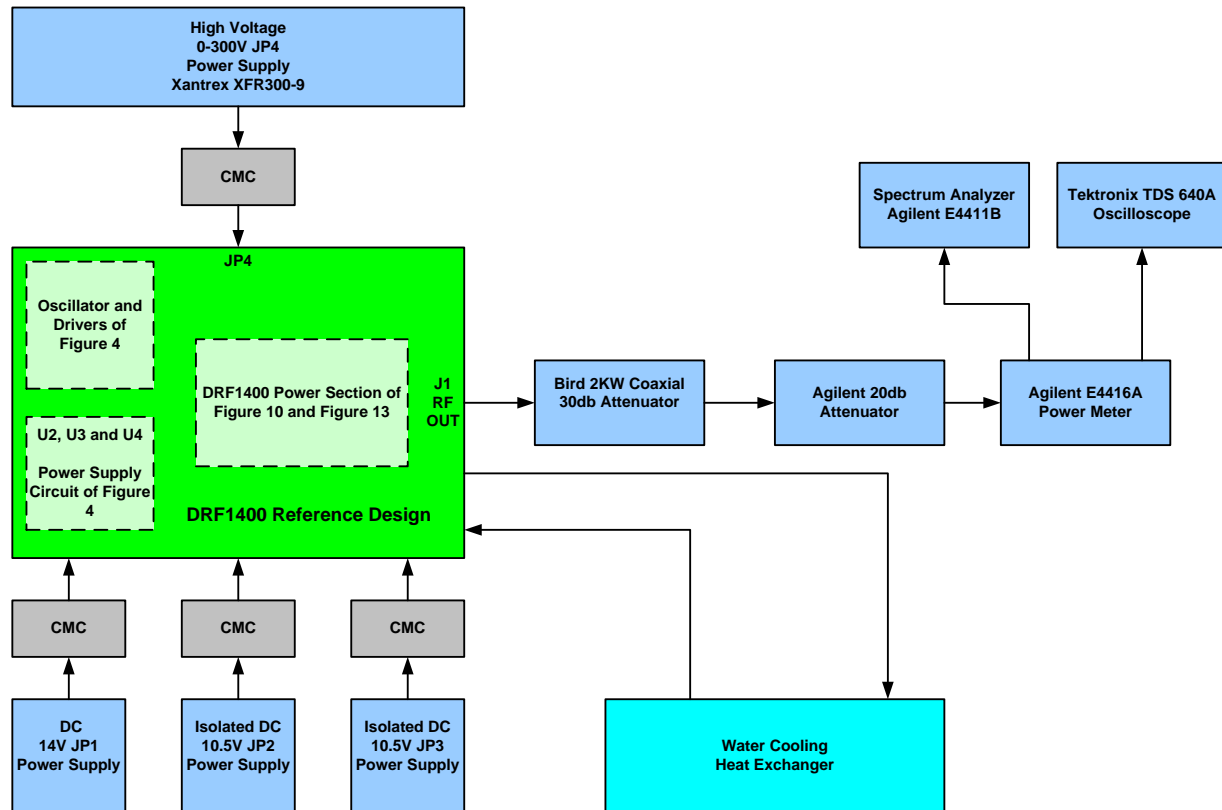 High Voltage
0-300V JP4
Power Supply
Xantrex XFR300-9
CMC
Spectrum Analyzer
Agilent E4411B
Tektronix TDS 640A
Oscilloscope
JP4
Oscillator and
Drivers of
Figure 4
DRF1400 Power Section of
Figure 10 and Figure 13
J1
RF
OUT
Bird 2KW Coaxial
30db Attenuator
Agilent 20db
Attenuator
Agilent E4416A
Power Meter
U2, U3 and U4
Power Supply
Circuit of Figure
4
DRF1400 Reference Design
CMC
CMC
CMC
DC
14V JP1
Power Supply
Isolated DC
10.5V JP2
Power Supply
Isolated DC
10.5V JP3
Power Supply
Water Cooling
Heat Exchanger